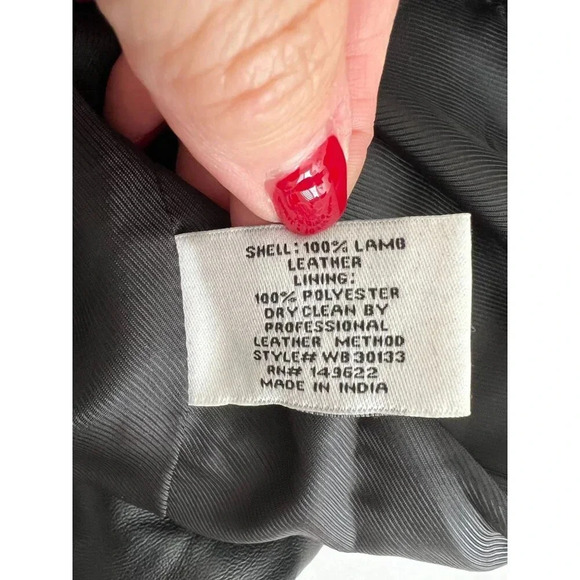 SHELL: 100% LAMB
LEATHER
LINING:
100% POLYESTER
DRY CLEAN BY
PROFESSIONAL
LEATHER METHOD
STYLE# WB30133
RN# 149622
MADE IN INDIA